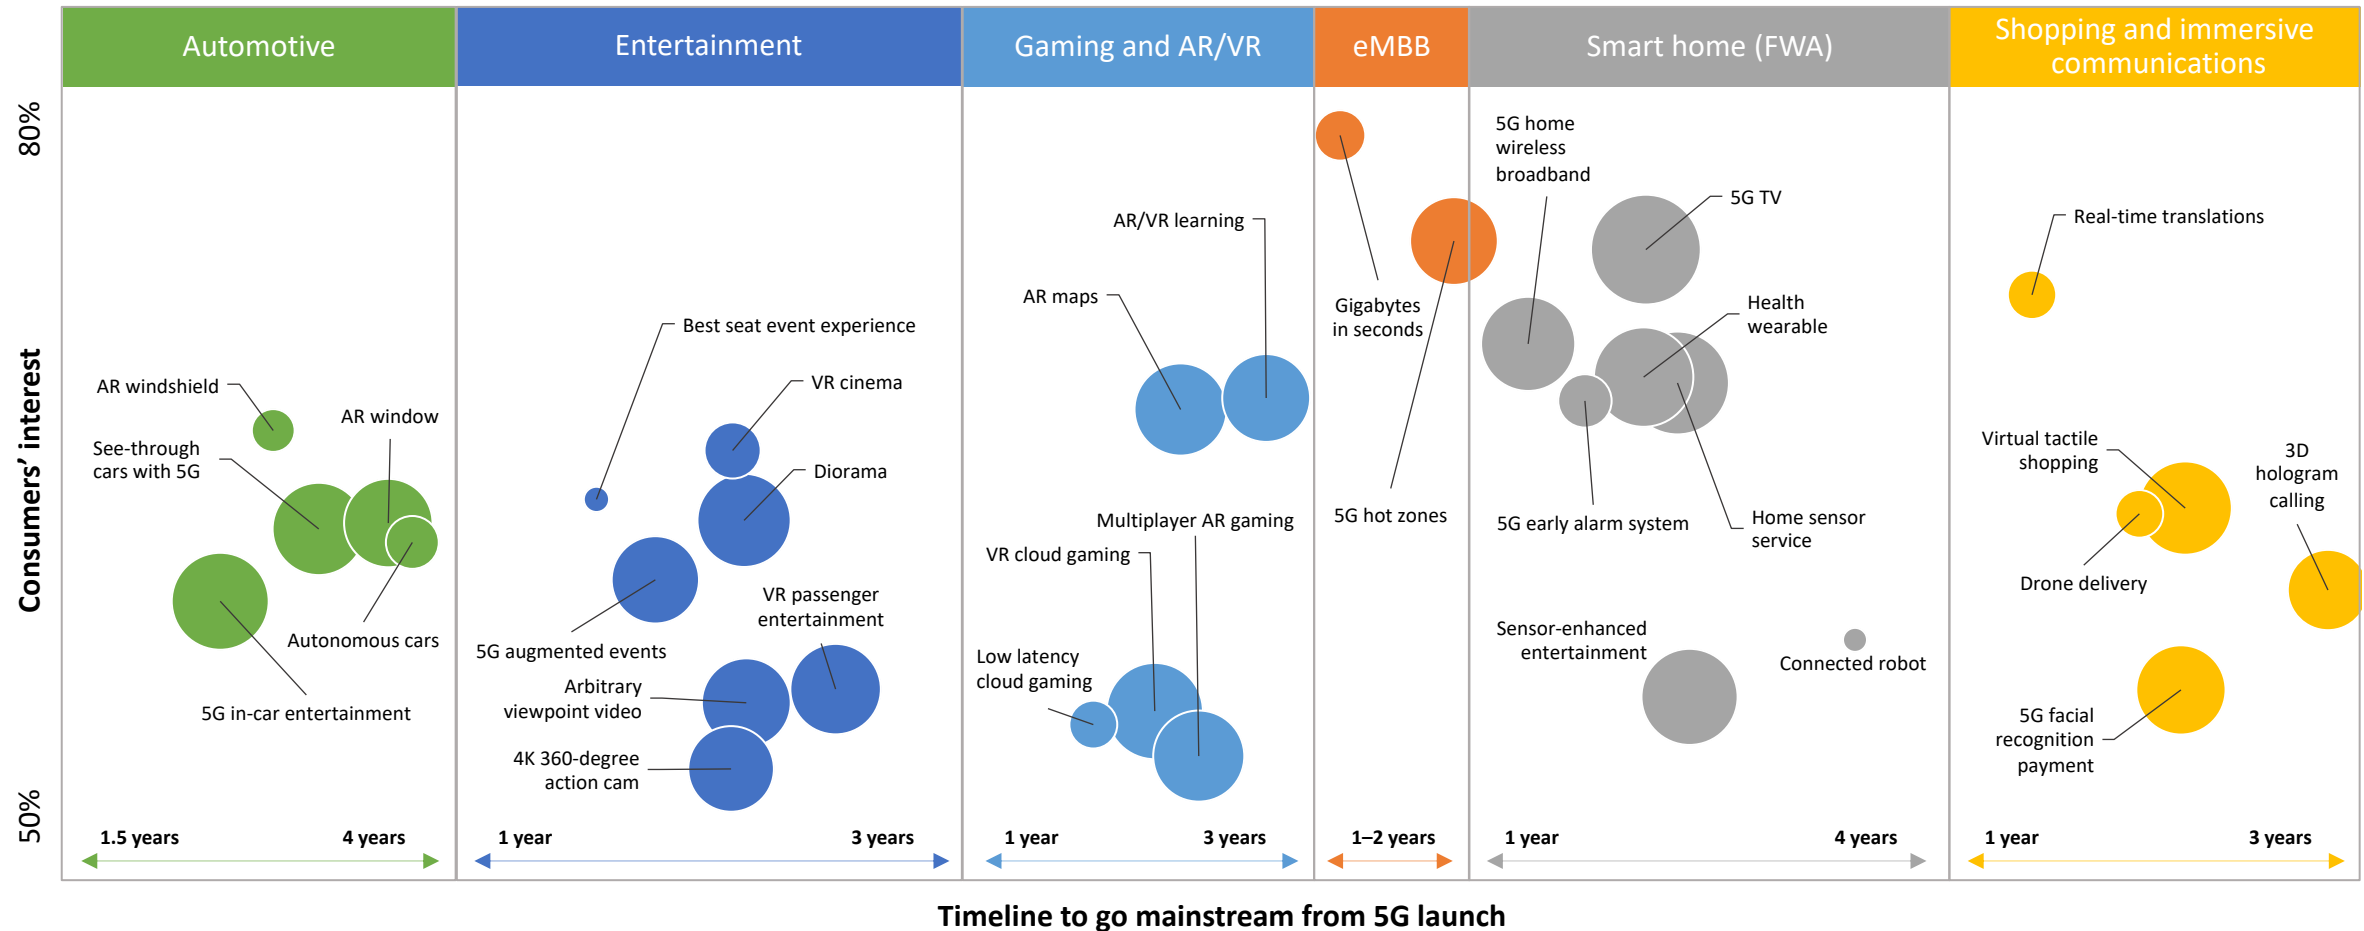 Automotive
Entertainment
Gaming and AR/VR
eMBB
Smart home (FWA)
Shopping and immersive
communications
80%
Consumers’ interest
50%
AR windshield
See-through
cars with 5G
AR window
Autonomous cars
5G in-car entertainment
1.5 years
4 years
Best seat event experience
VR cinema
Diorama
VR passenger
entertainment
5G augmented events
Arbitrary
viewpoint video
4K 360-degree
action cam
1 year
3 years
AR/VR learning
AR maps
Multiplayer AR gaming
VR cloud gaming
Low latency
cloud gaming
1 year
3 years
Gigabytes
in seconds
5G hot zones
1–2 years
5G home
wireless
broadband
5G TV
Health
wearable
5G early alarm system
Home sensor
service
Sensor-enhanced
entertainment
Connected robot
1 year
4 years
Real-time translations
Virtual tactile
shopping
3D
hologram
calling
Drone delivery
5G facial
recognition
payment
1 year
3 years
Timeline to go mainstream from 5G launch